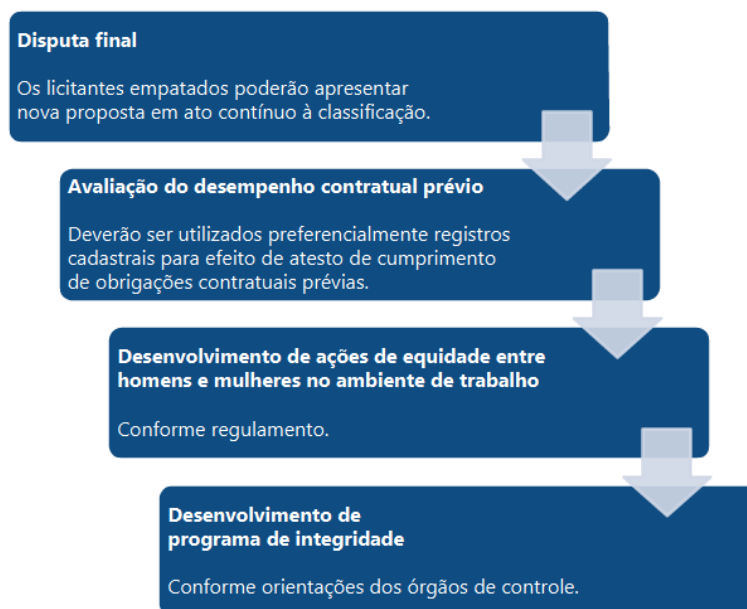 Disputa final
Os licitantes empatados poderão apresentar
nova proposta em ato contínuo à classificação.
Avaliação do desempenho contratual prévio
Deverão ser utilizados preferencialmente registros
cadastrais para efeito de atesto de cumprimento
de obrigações contratuais prévias.
Desenvolvimento de ações de equidade entre
homens e mulheres no ambiente de trabalho
Conforme regulamento.
Desenvolvimento de
programa de integridade
Conforme orientações dos órgãos de controle.